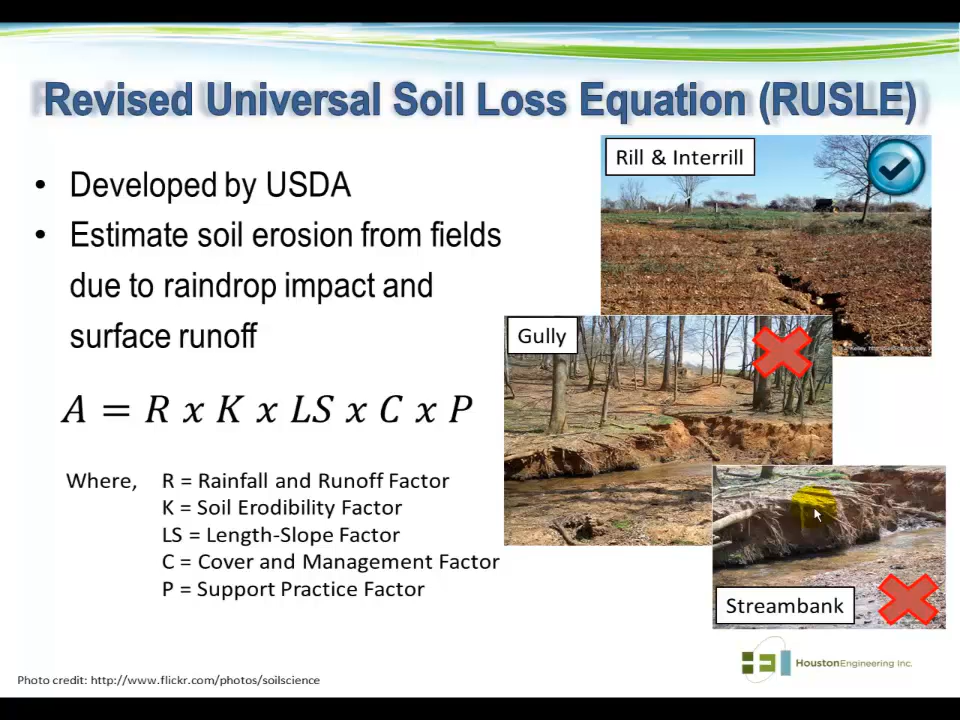 Revised Universal Soil Loss Equation (RUSLE)
• Developed by USDA
• Estimate soil erosion from fields
due to raindrop impact and
surface runoff
A = R x K x LS x C x P
Where, R = Rainfall and Runoff Factor
K = Soil Erodibility Factor
LS = Length-Slope Factor
C = Cover and Management Factor
P = Support Practice Factor
Rill & Interrill
Gully
Streambank
HoustonEngineering Inc.
Photo credit: http://www.flickr.com/photos/soilscience